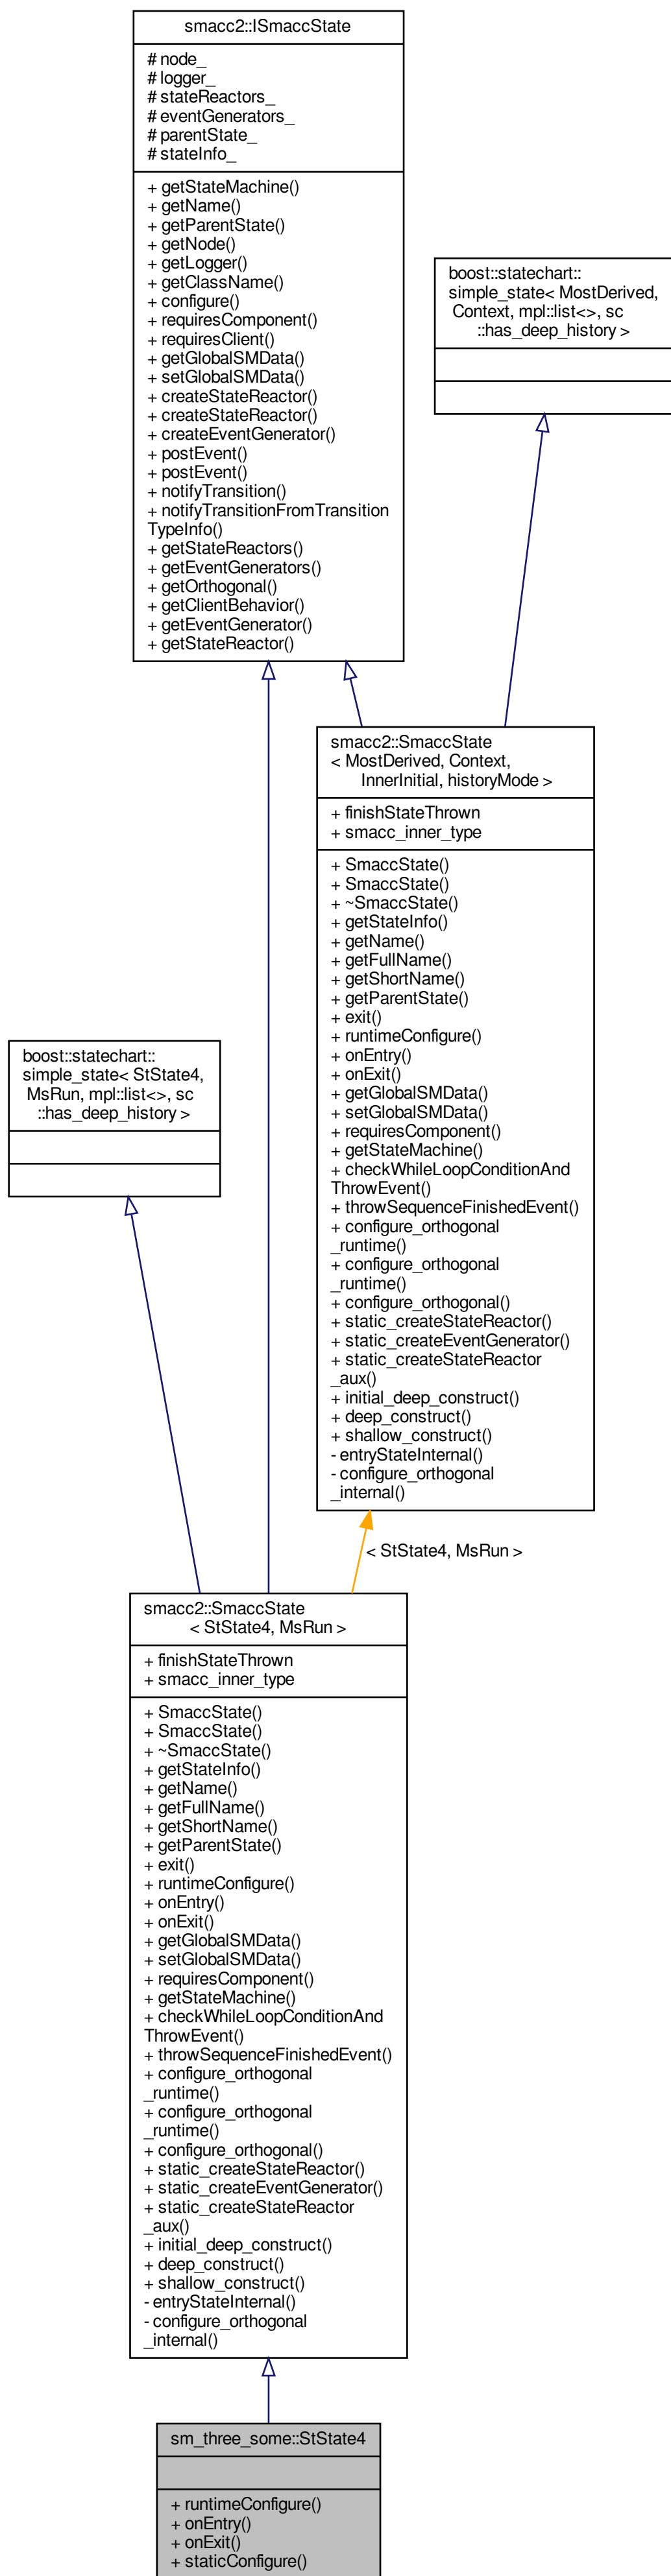 smacc2::ISmaccState
# node_
# logger_
# stateReactors_
# eventGenerators_
# parentState_
# stateInfo_
+ getStateMachine()
+ getName()
+ getParentState()
+ getNode()
+ getLogger()
+ getClassName()
+ configure()
+ requiresComponent()
+ requiresClient()
+ getGlobalSMData()
+ setGlobalSMData()
+ createStateReactor()
+ createStateReactor()
+ createEventGenerator()
+ postEvent()
+ postEvent()
+ notifyTransition()
+ notifyTransitionFromTransition
TypeInfo()
+ getStateReactors()
+ getEventGenerators()
+ getOrthogonal()
+ getClientBehavior()
+ getEventGenerator()
+ getStateReactor()
boost::statechart::
simple_state< MostDerived,
Context, mpl::list<>, sc
::has_deep_history >
smacc2::SmaccState
< MostDerived, Context,
InnerInitial, historyMode >
+ finishStateThrown
+ smacc_inner_type
+ SmaccState()
+ SmaccState()
+ ~SmaccState()
+ getStateInfo()
+ getName()
+ getFullName()
+ getShortName()
+ getParentState()
+ exit()
+ runtimeConfigure()
+ onEntry()
+ onExit()
+ getGlobalSMData()
+ setGlobalSMData()
+ requiresComponent()
+ getStateMachine()
+ checkWhileLoopConditionAnd
ThrowEvent()
+ throwSequenceFinishedEvent()
+ configure_orthogonal
_runtime()
+ configure_orthogonal
_runtime()
+ configure_orthogonal()
+ static_createStateReactor()
+ static_createEventGenerator()
+ static_createStateReactor
_aux()
+ initial_deep_construct()
+ deep_construct()
+ shallow_construct()
- entryStateInternal()
- configure_orthogonal
_internal()
boost::statechart::
simple_state< StState4,
MsRun, mpl::list<>, sc
::has_deep_history >
< StState4, MsRun >
smacc2::SmaccState
< StState4, MsRun >
+ finishStateThrown
+ smacc_inner_type
+ SmaccState()
+ SmaccState()
+ ~SmaccState()
+ getStateInfo()
+ getName()
+ getFullName()
+ getShortName()
+ getParentState()
+ exit()
+ runtimeConfigure()
+ onEntry()
+ onExit()
+ getGlobalSMData()
+ setGlobalSMData()
+ requiresComponent()
+ getStateMachine()
+ checkWhileLoopConditionAnd
ThrowEvent()
+ throwSequenceFinishedEvent()
+ configure_orthogonal
_runtime()
+ configure_orthogonal
_runtime()
+ configure_orthogonal()
+ static_createStateReactor()
+ static_createEventGenerator()
+ static_createStateReactor
_aux()
+ initial_deep_construct()
+ deep_construct()
+ shallow_construct()
- entryStateInternal()
- configure_orthogonal
_internal()
sm_three_some::StState4
+ runtimeConfigure()
+ onEntry()
+ onExit()
+ staticConfigure()